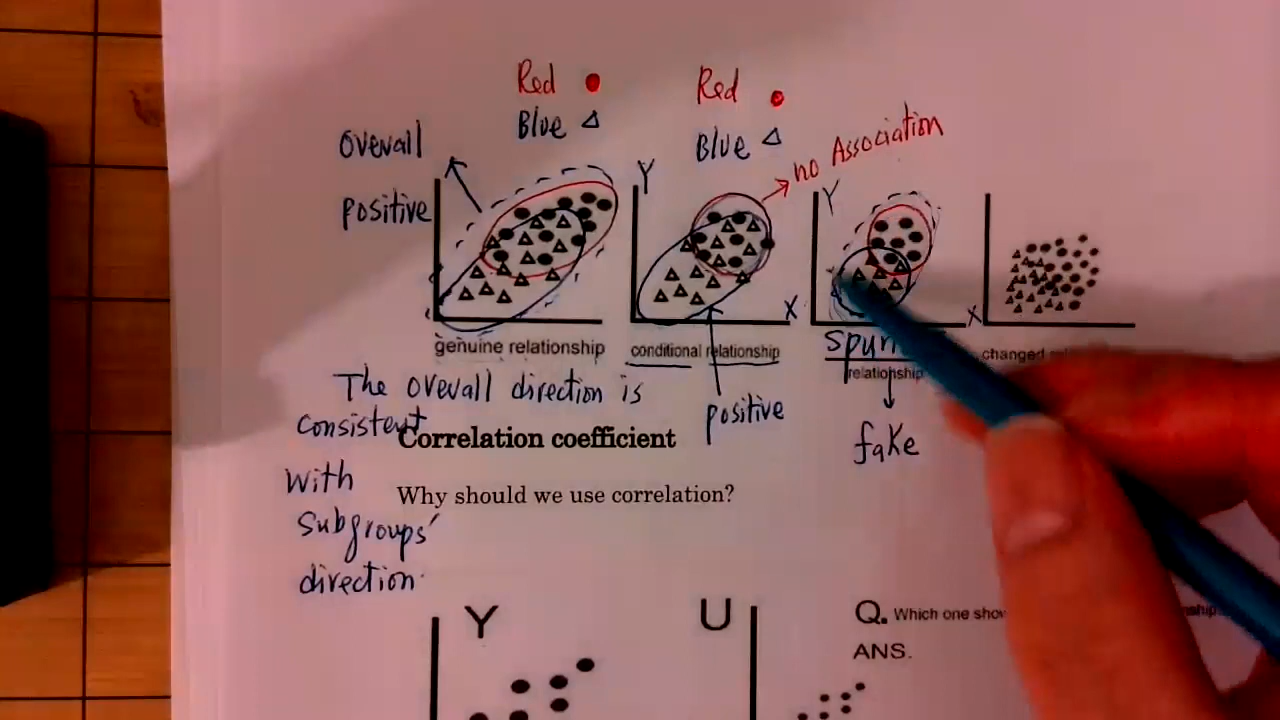 Red
Blue
Red
Blue
Overall
positive
no Association
Y
X
Y
X
genuine relationship
conditional relationship
changed
relationship
fake
positive
The overall direction is
consistent
with
subgroups'
direction.
Correlation coefficient
Why should we use correlation?
Y
U
Q. Which one
ANS.